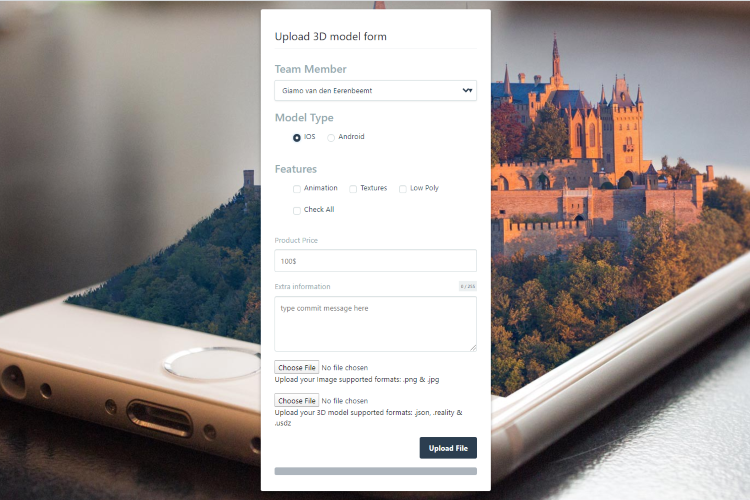 Upload 3D model form
Team Member
Giamo van den Eerenbeemt
Model Type
IOS Android
Features
Animation Textures Low Poly
Check All
Product Price
100$
Extra information 0 / 255
type commit message here
Choose File No file chosen
Upload your image supported formats: .png & .jpg
Choose File No file chosen
Upload your 3D model supported formats: .json, .reality &
.usdz
Upload File